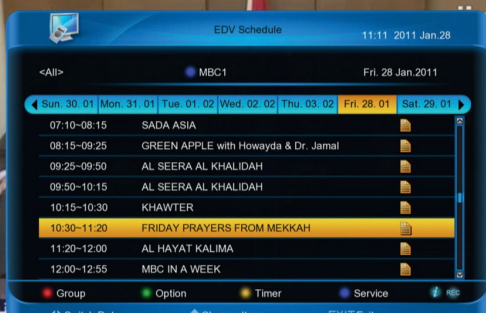 EDV Schedule
11:11 2011 Jan.28
<All>
MBC1
Fri. 28 Jan.2011
Sun. 30. 01 Mon. 31. 01 Tue. 01. 02 Wed. 02. 02 Thu. 03. 02 Fri. 28. 01 Sat. 29. 01
07:10~08:15 SADA ASIA
08:15~09:25 GREEN APPLE with Howayda & Dr. Jamal
09:25~09:50 AL SEERA AL KHALIDAH
09:50~10:15 AL SEERA AL KHALIDAH
10:15~10:30 KHAWTER
10:30~11:20 FRIDAY PRAYERS FROM MEKKAH
11:20~12:00 AL HAYAT KALIMA
12:00~12:55 MBC IN A WEEK
Group Option Timer Service i REC